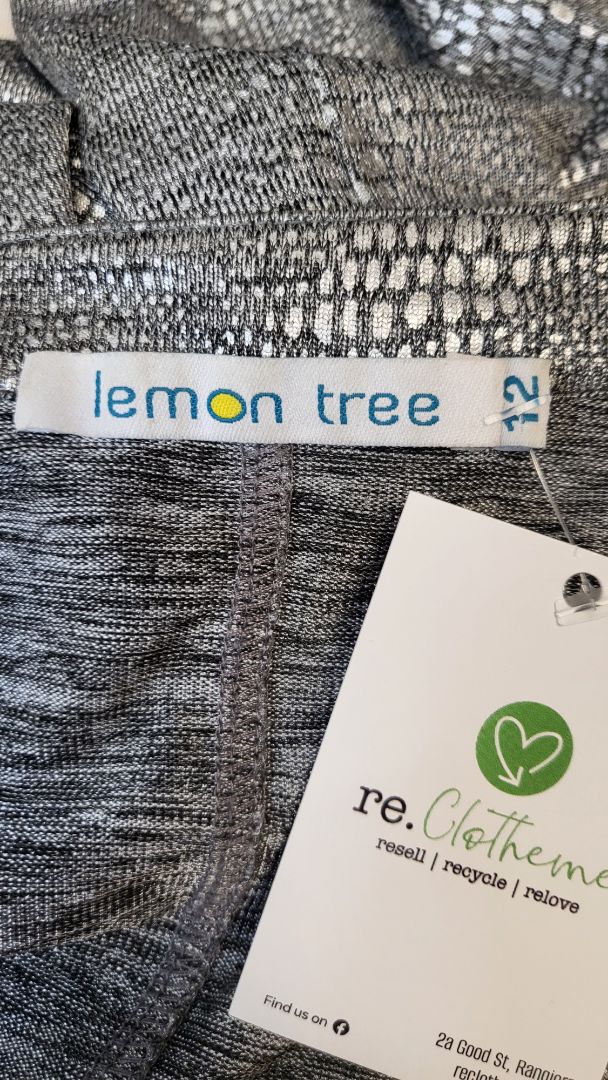 lemon tree
12
re.Clotheme
resell | recycle | relove
Find us on
2a Good St,